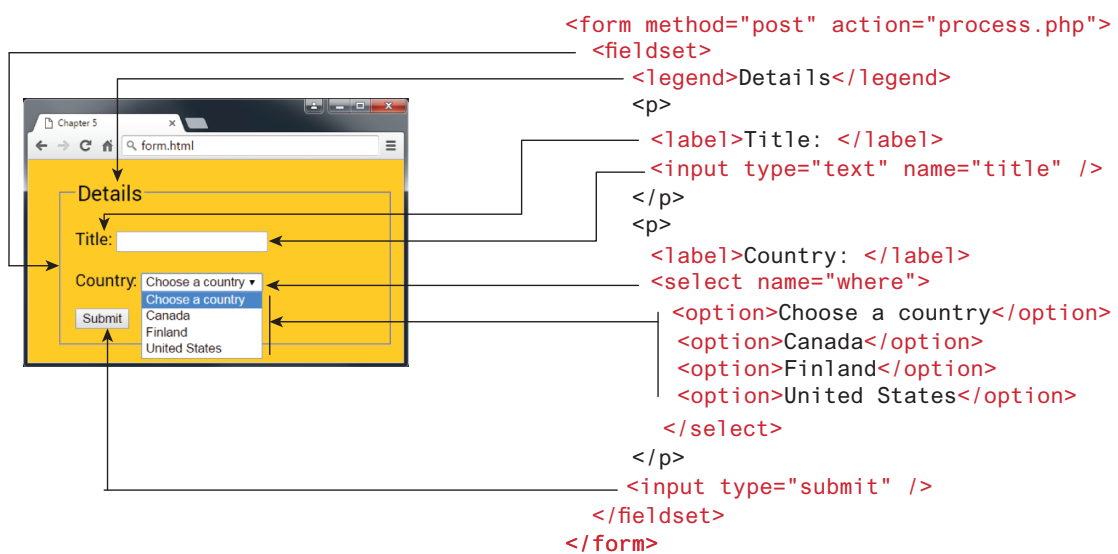 Chapter 5
form.html
Details
Title:
Country:
Choose a country
Choose a country
Canada
Finland
United States
Submit
<form method="post" action="process.php">
<fieldset>
<legend>Details</legend>
<p>
<label>Title: </label>
<input type="text" name="title" />
</p>
<p>
<label>Country: </label>
<select name="where">
<option>Choose a country</option>
<option>Canada</option>
<option>Finland</option>
<option>United States</option>
</select>
</p>
<input type="submit" />
</fieldset>
</form>